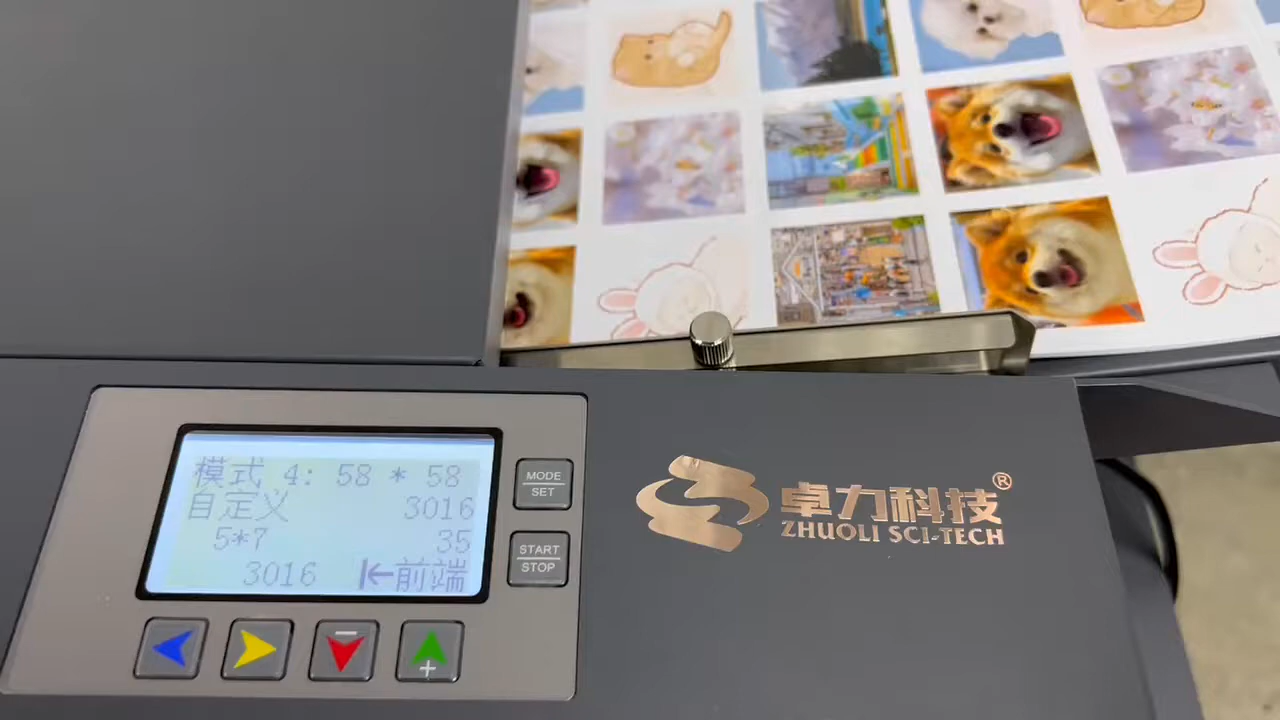 模式 4: 58 * 58
自定义 3016
5*7 35
3016 |←前端
MODE
SET
START
STOP
−
+
卓力科技®
ZHUOLI SCI-TECH